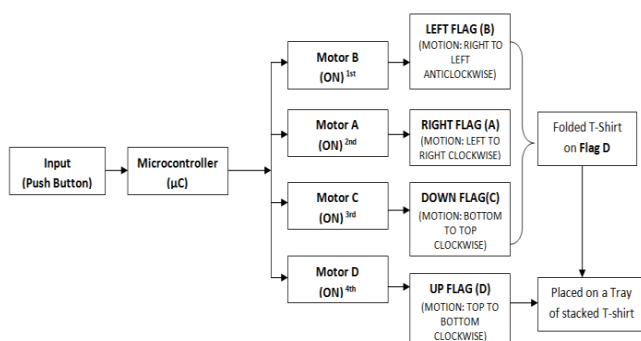 Input
(Push Button)
Microcontroller
(μC)
Motor B
(ON) 1st
Motor A
(ON) 2nd
Motor C
(ON) 3rd
Motor D
(ON) 4th
LEFT FLAG (B)
(MOTION: RIGHT TO
LEFT
ANTICLOCKWISE)
RIGHT FLAG (A)
(MOTION: LEFT TO
RIGHT CLOCKWISE)
DOWN FLAG(C)
(MOTION: BOTTOM
TO TOP
CLOCKWISE)
UP FLAG (D)
(MOTION: TOP TO
BOTTOM
CLOCKWISE)
Folded T-Shirt
on Flag D
Placed on a Tray
of stacked T-shirt